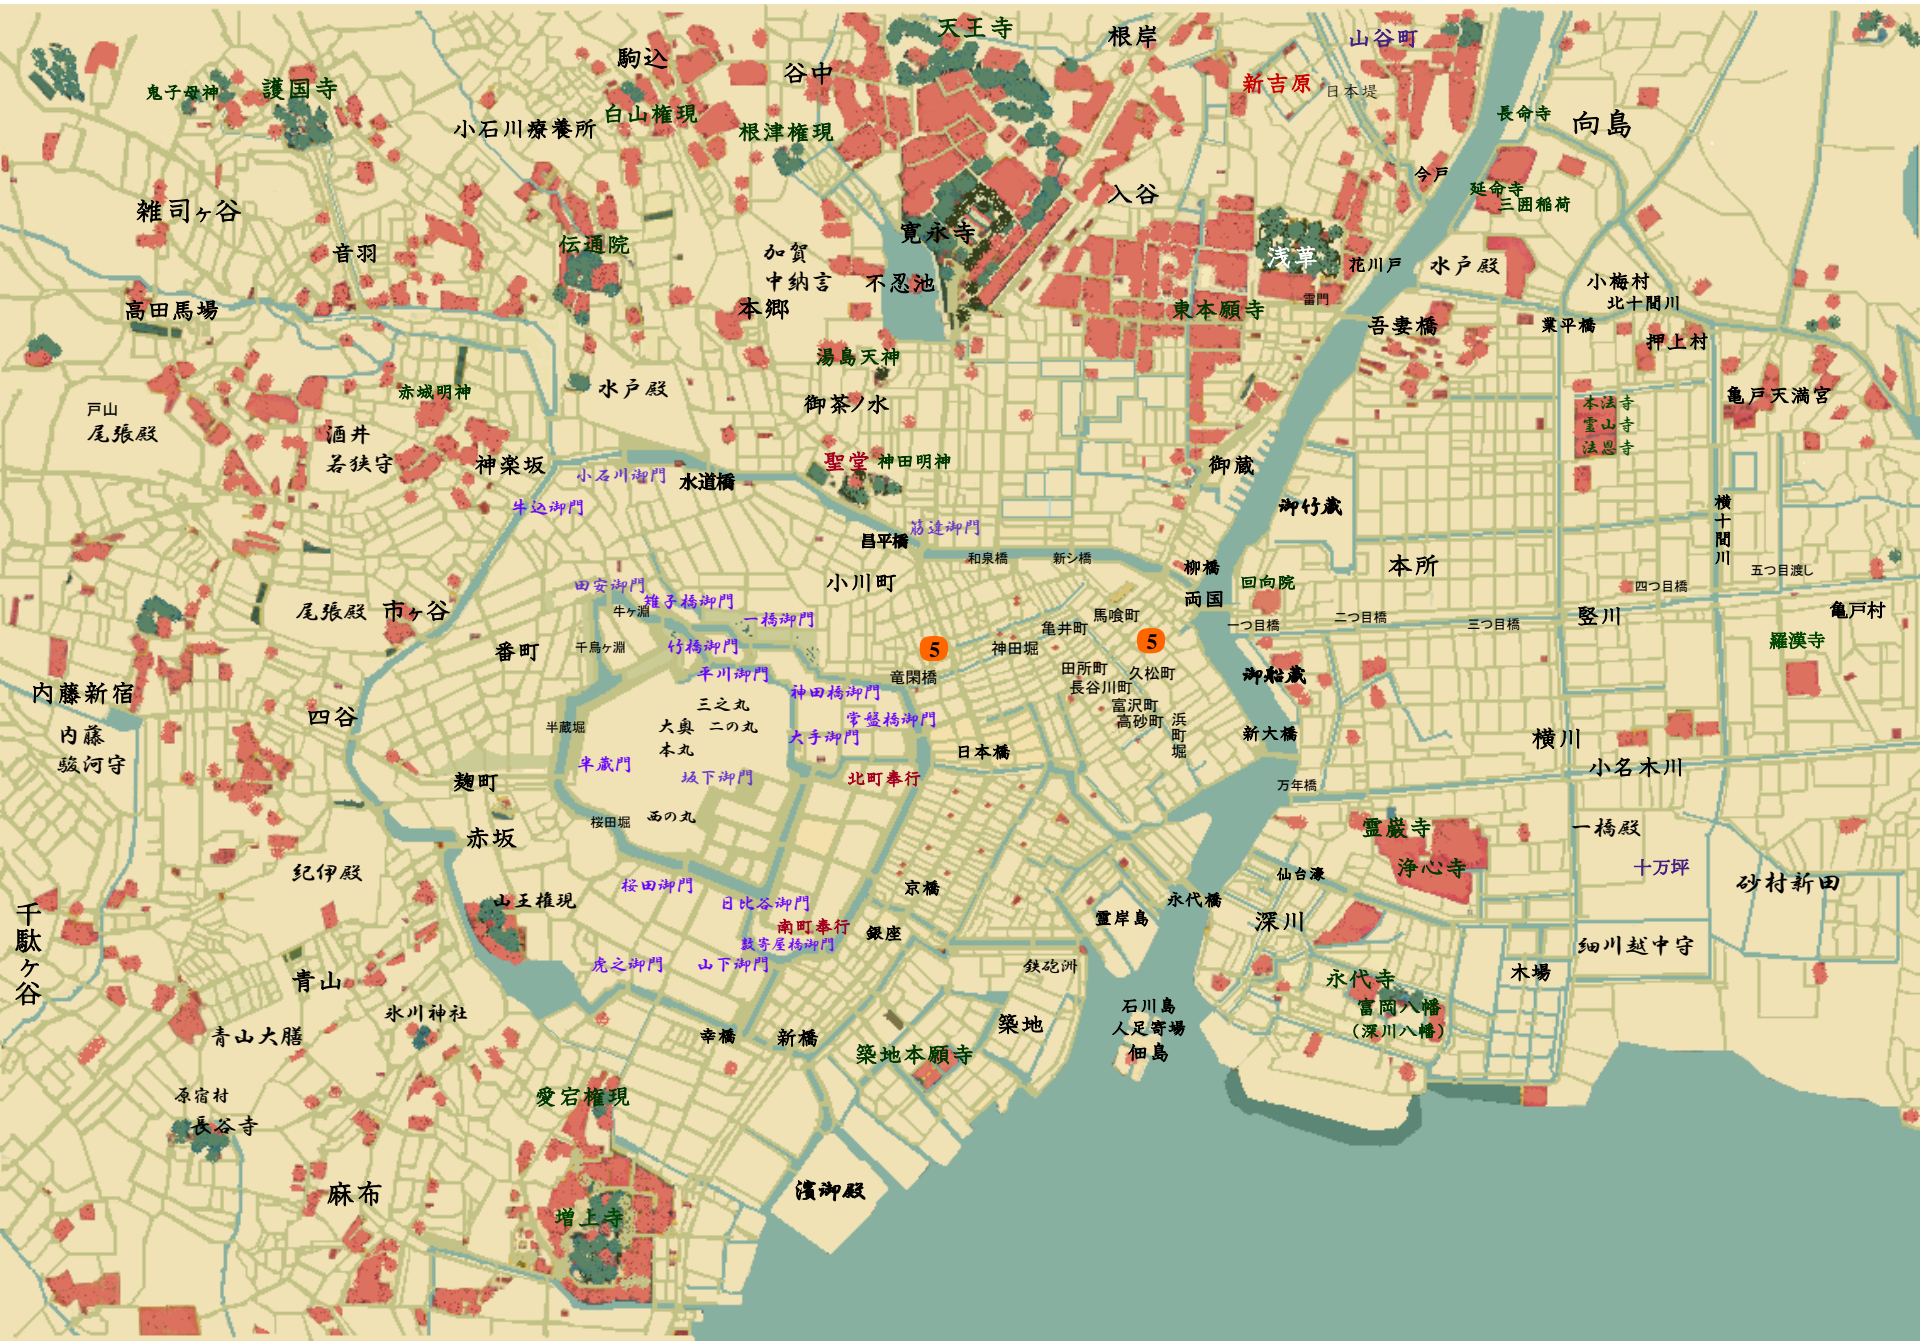 天王寺
根岸
山谷町
駒込
谷中
新吉原
日本堤
鬼子母神
護国寺
白山権現
小石川療養所
根津権現
長命寺
向島
今戸
延命寺
三囲稲荷
入谷
雑司ヶ谷
音羽
伝通院
寛永寺
加賀
中納言
不忍池
本郷
浅草
花川戸
水戸殿
雷門
東本願寺
吾妻橋
小梅村
北十間川
業平橋
押上村
高田馬場
湯島天神
赤城明神
水戸殿
御茶ノ水
戸山
尾張殿
酒井
若狭守
亀戸天満宮
本法寺
霊山寺
法恩寺
神楽坂
小石川御門
水道橋
聖堂
神田明神
御蔵
牛込御門
筋違御門
昌平橋
和泉橋
新シ橋
御竹蔵
横十間川
柳橋
両国
回向院
本所
五つ目渡し
四つ目橋
小川町
田安御門
雉子橋御門
牛ヶ淵
一橋御門
尾張殿
市ヶ谷
馬喰町
亀井町
一つ目橋
二つ目橋
三つ目橋
竪川
亀戸村
羅漢寺
番町
千鳥ヶ淵
竹橋御門
平川御門
5
5
神田堀
竜閑橋
田所町
久松町
長谷川町
富沢町
高砂町
浜町堀
御船蔵
内藤新宿
内藤
駿河守
四谷
半蔵堀
三之丸
大奥
二の丸
本丸
神田橋御門
常盤橋御門
大手御門
日本橋
新大橋
横川
小名木川
半蔵門
坂下御門
北町奉行
麹町
万年橋
桜田堀
西の丸
赤坂
霊巌寺
浄心寺
一橋殿
十万坪
砂村新田
紀伊殿
桜田御門
日比谷御門
京橋
仙台濠
山王権現
南町奉行
銀座
数寄屋橋御門
霊岸島
永代橋
深川
千駄ヶ谷
虎之御門
山下御門
鉄砲洲
細川越中守
木場
青山
永代寺
富岡八幡
(深川八幡)
氷川神社
青山大膳
石川島
人足寄場
佃島
築地
幸橋
新橋
築地本願寺
原宿村
長谷寺
愛宕権現
麻布
濱御殿
増上寺